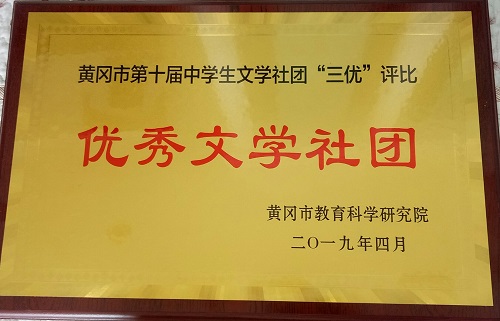 黄冈市第十届中学生文学社团“三优”评比
优秀文学社团
黄冈市教育科学研究院
二〇一九年四月